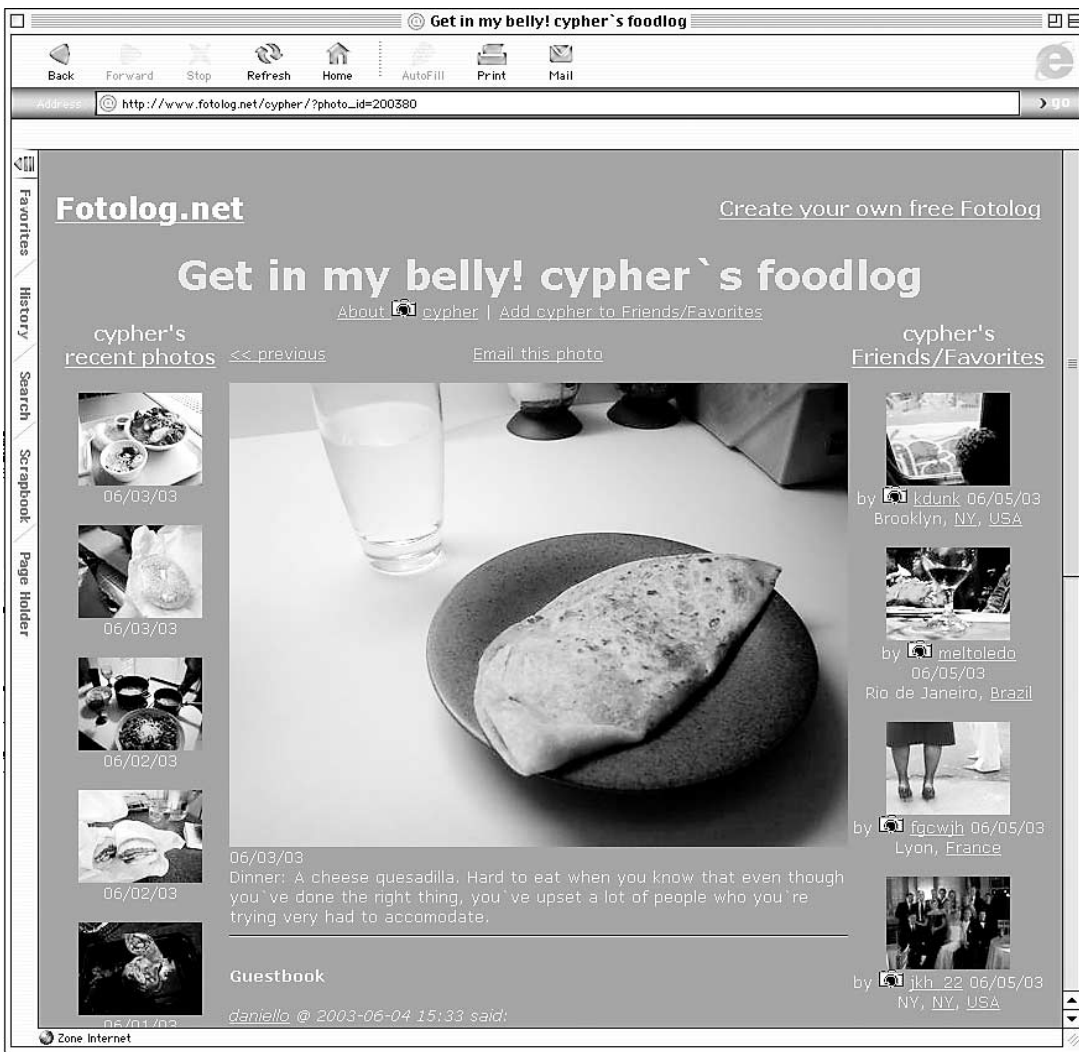 Get in my belly! cypher`s foodlog
Back Forward Stop Refresh Home AutoFill Print Mail
Address http://www.fotolog.net/cypher/?photo_id=200380 go
Favorites
History
Search
Scrapbook
Page Holder
Fotolog.net
Create your own free Fotolog
Get in my belly! cypher`s foodlog
About cypher | Add cypher to Friends/Favorites
cypher's
recent photos
06/03/03
06/03/03
06/02/03
06/02/03
06/01/03
<< previous
Email this photo
06/03/03
Dinner: A cheese quesadilla. Hard to eat when you know that even though
you`ve done the right thing, you`ve upset a lot of people who you`re
trying very had to accomodate.
Guestbook
daniello @ 2003-06-04 15:33 said:
cypher's
Friends/Favorites
by kdunk 06/05/03
Brooklyn, NY, USA
by meltoledo
06/05/03
Rio de Janeiro, Brazil
by fgcwjh 06/05/03
Lyon, France
by jkh_22 06/05/03
NY, NY, USA
Zone Internet